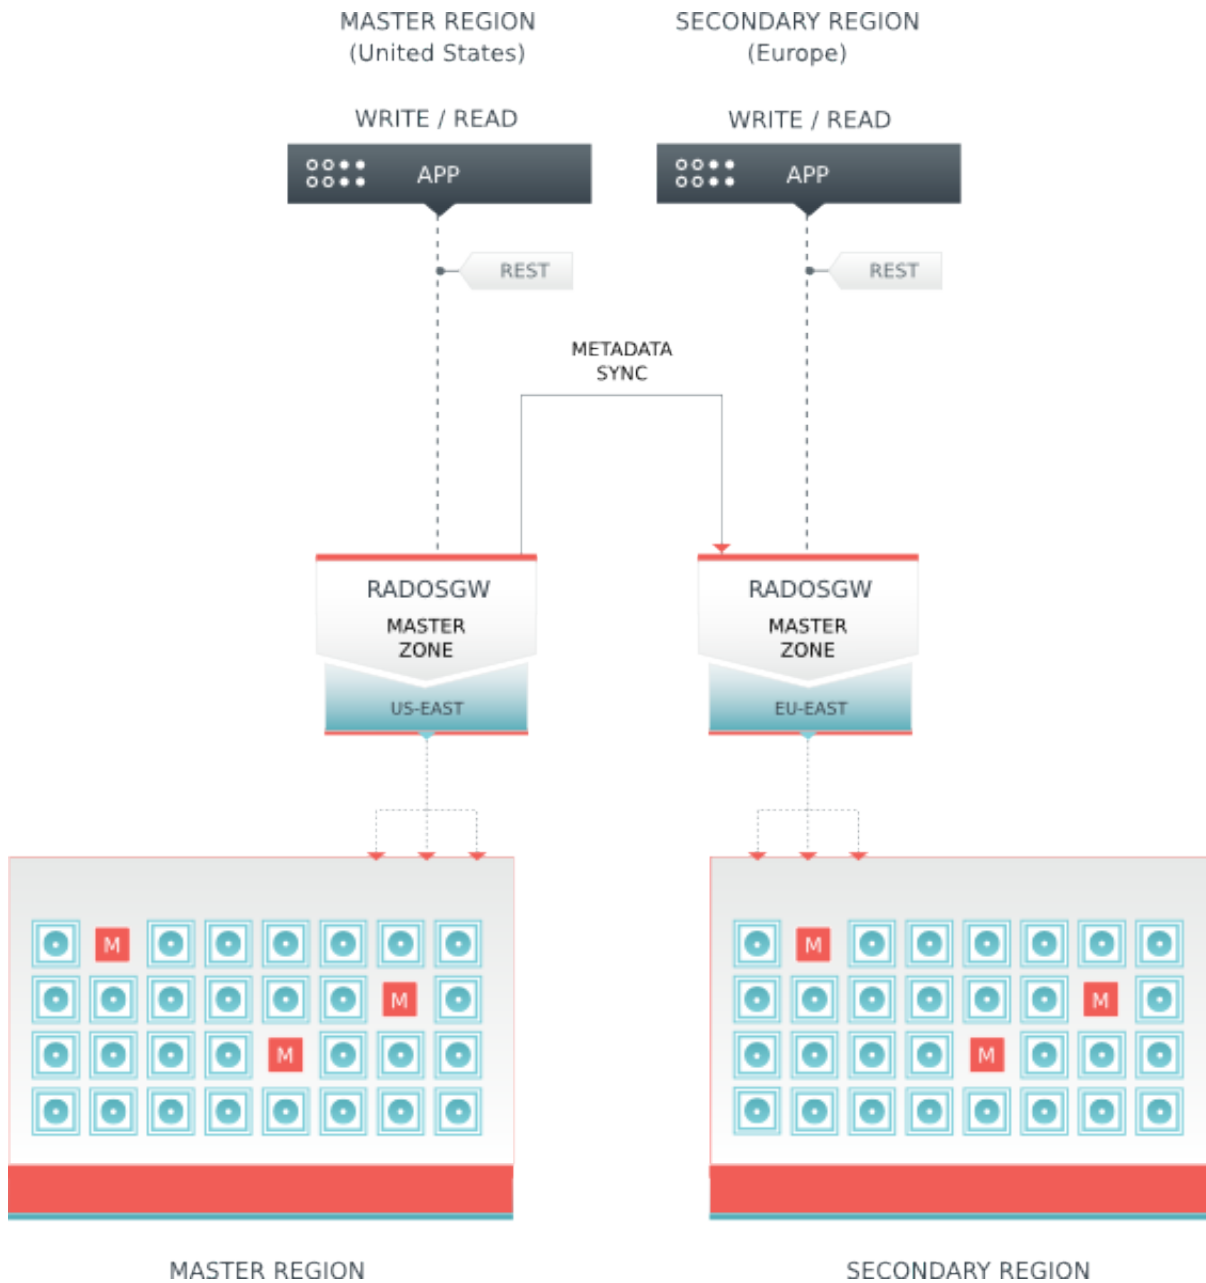 MASTER REGION
(United States)
SECONDARY REGION
(Europe)
WRITE / READ
WRITE / READ
APP
APP
REST
REST
METADATA
SYNC
RADOSGW
MASTER
ZONE
US-EAST
RADOSGW
MASTER
ZONE
EU-EAST
M
M
M
M
M
M
MASTER REGION
SECONDARY REGION